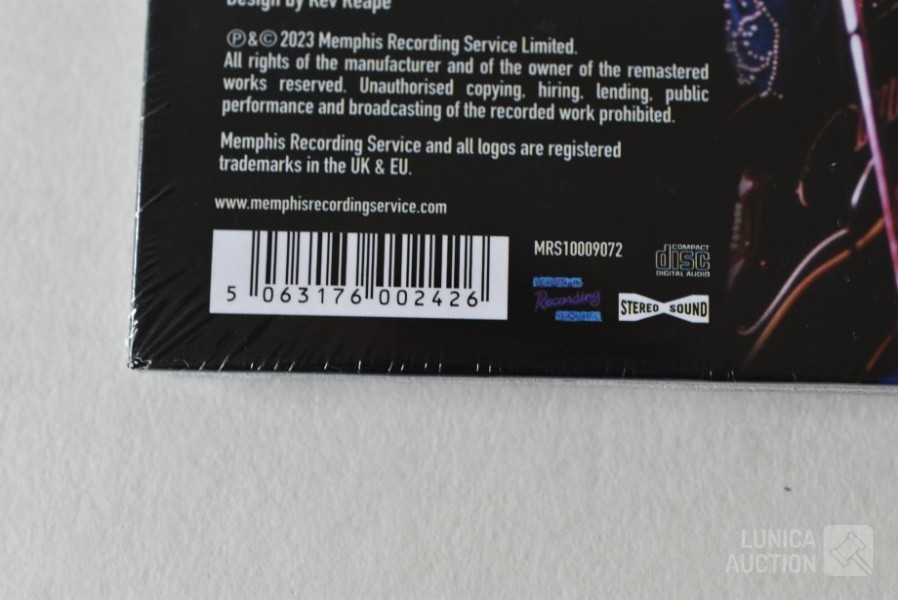 Design by Kev Reape
℗&© 2023 Memphis Recording Service Limited.
All rights of the manufacturer and of the owner of the remastered
works reserved. Unauthorised copying, hiring, lending, public
performance and broadcasting of the recorded work prohibited.
Memphis Recording Service and all logos are registered
trademarks in the UK & EU.
www.memphisrecordingservice.com
5 063176 002426
MRS10009072
COMPACT
disc
DIGITAL AUDIO
MEMPHIS
Recording
SERVICE
STEREO SOUND
LUNICA
AUCTION